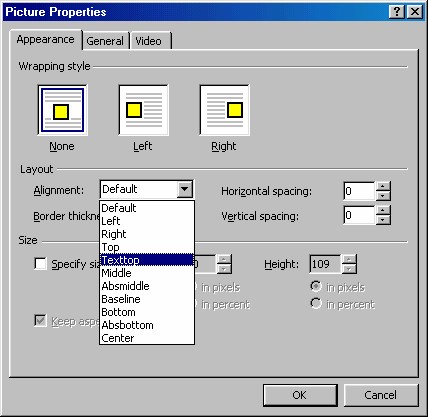 Picture Properties
Appearance General Video
Wrapping style
None Left Right
Layout
Alignment: Default Horizontal spacing: 0
Border thickne Vertical spacing: 0
Default
Left
Right
Top
Texttop
Middle
Absmiddle
Baseline
Bottom
Absbottom
Center
Size
Specify siz 0 Height: 109
in pixels in pixels
in percent in percent
Keep aspe
OK Cancel